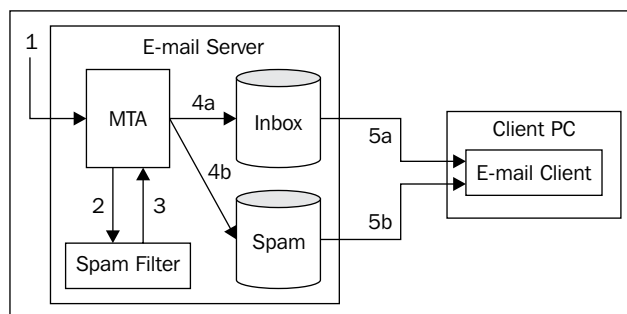 1
E-mail Server
MTA
4a
Inbox
4b
2
3
Spam Filter
Spam
5a
5b
Client PC
E-mail Client